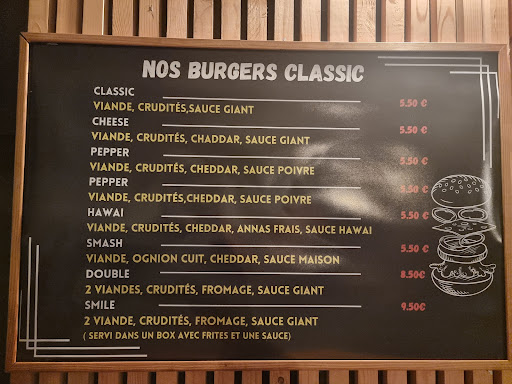 NOS BURGERS CLASSIC
CLASSIC 5.50 €
VIANDE, CRUDITÉS,SAUCE GIANT
CHEESE 5.50 €
VIANDE, CRUDITÉS, CHADDAR, SAUCE GIANT
PEPPER 5.50 €
VIANDE, CRUDITÉS, CHEDDAR, SAUCE POIVRE
PEPPER 5.50 €
VIANDE, CRUDITÉS,CHEDDAR, SAUCE POIVRE
HAWAI 5.50 €
VIANDE, CRUDITÉS, CHEDDAR, ANNAS FRAIS, SAUCE HAWAI
SMASH 5.50 €
VIANDE, OGNION CUIT, CHEDDAR, SAUCE MAISON
DOUBLE 8.50€
2 VIANDES, CRUDITÉS, FROMAGE, SAUCE GIANT
SMILE 9.50€
2 VIANDE, CRUDITÉS, FROMAGE, SAUCE GIANT
( SERVI DANS UN BOX AVEC FRITES ET UNE SAUCE)